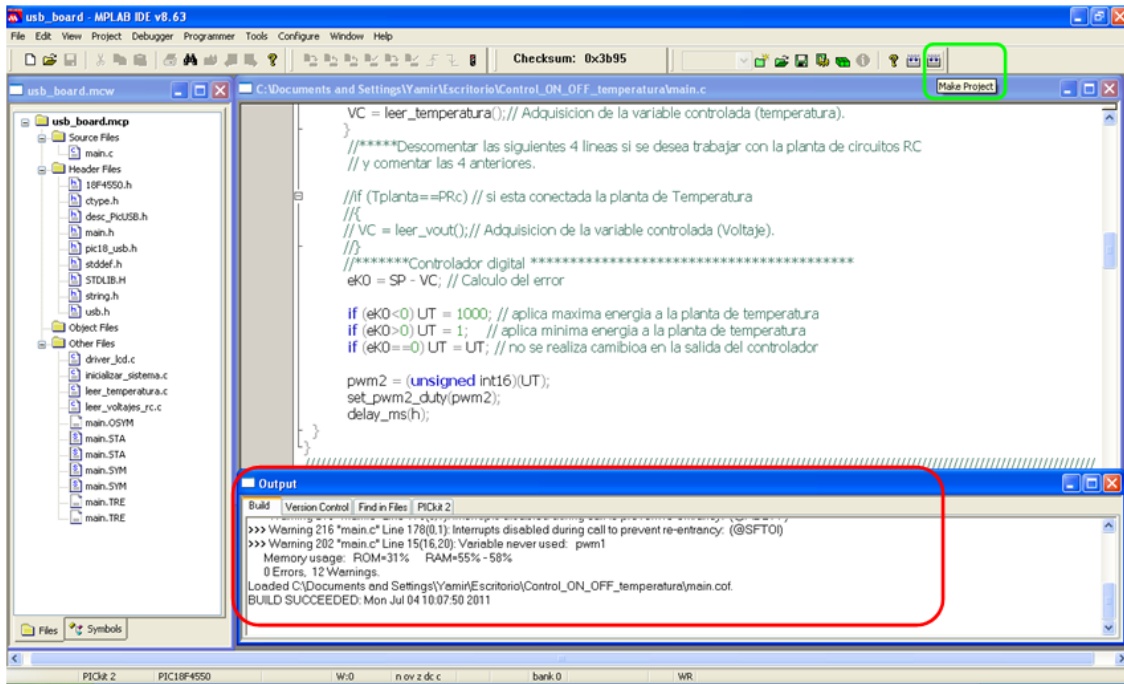 usb_board - MPLAB IDE v8.63
File Edit View Project Debugger Programmer Tools Configure Window Help
Checksum: 0x3b95
Make Project
usb_board.mcw
usb_board.mcp
Source Files
main.c
Header Files
18F4550.h
ctype.h
desc_PicUSB.h
main.h
pic18_usb.h
stddef.h
STDLIB.H
string.h
usb.h
Object Files
Other Files
driver_lcd.c
inicializar_sistema.c
leer_temperatura.c
leer_voltajes_rc.c
main.OSYM
main.STA
main.STA
main.SYM
main.SYM
main.TRE
main.TRE
Files Symbols
C:\Documents and Settings\Yamir\Escritorio\Control_ON_OFF_temperatura\main.c
VC = leer_temperatura();// Adquisicion de la variable controlada (temperatura).
}
//*****Descomentar las siguientes 4 lineas si se desea trabajar con la planta de circuitos RC
// y comentar las 4 anteriores.
//if (Tplanta==PRc) // si esta conectada la planta de Temperatura
//{
// VC = leer_vout();// Adquisicion de la variable controlada (Voltaje).
//}
//*******Controlador digital ******************************************
eK0 = SP - VC; // Calculo del error
if (eK0<0) UT = 1000; // aplica maxima energia a la planta de temperatura
if (eK0>0) UT = 1; // aplica minima energia a la planta de temperatura
if (eK0==0) UT = UT; // no se realiza camibioa en la salida del controlador
pwm2 = (unsigned int16)(UT);
set_pwm2_duty(pwm2);
delay_ms(h);
}
}
Output
Build Version Control Find in Files PICkit 2
>>> Warning 216 "main.c" Line 178(0,1): Interrupts disabled during call to prevent re-entrancy: (@SFTOI)
>>> Warning 202 "main.c" Line 15(16,20): Variable never used: pwm1
Memory usage: ROM=31% RAM=55% - 58%
0 Errors, 12 Warnings.
Loaded C:\Documents and Settings\Yamir\Escritorio\Control_ON_OFF_temperatura\main.cof.
BUILD SUCCEEDED: Mon Jul 04 10:07:50 2011
PICkit 2 PIC18F4550 W:0 n ov z dc c bank 0 WR